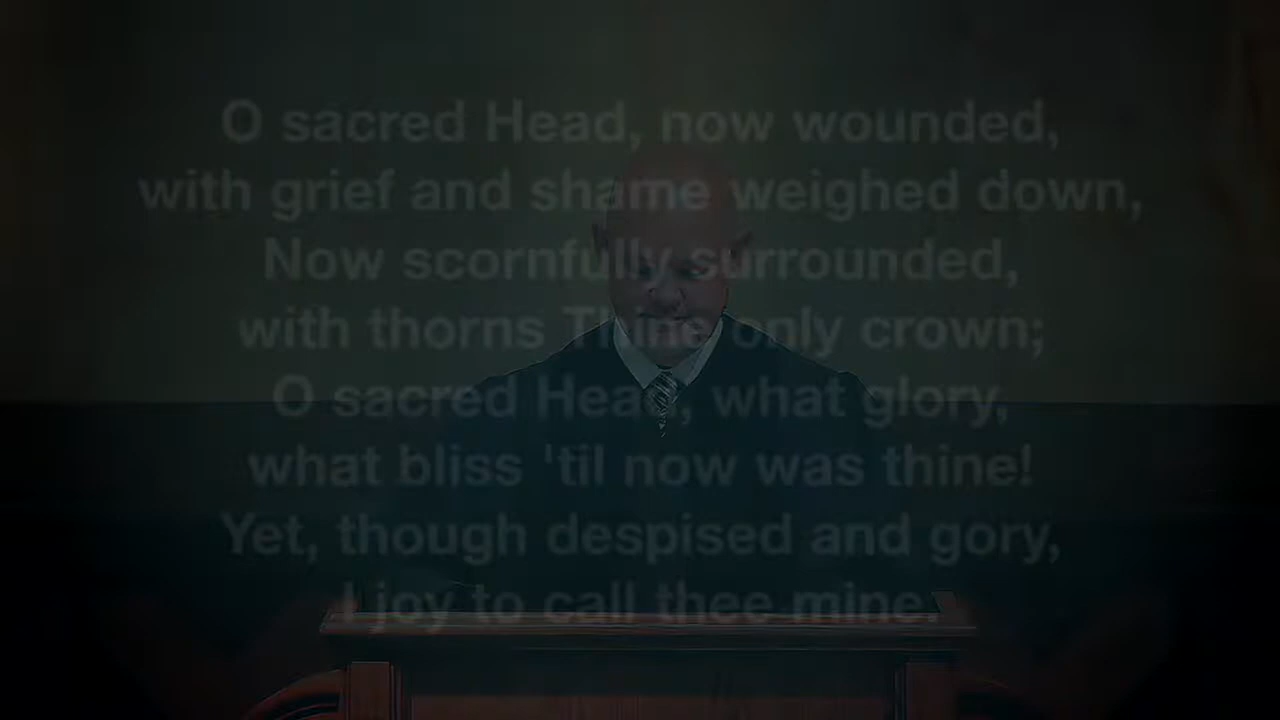 O sacred Head, now wounded,
with grief and shame weighed down,
Now scornfully surrounded,
with thorns Thine only crown;
O sacred Head, what glory,
what bliss 'til now was thine!
Yet, though despised and gory,
I joy to call thee mine.